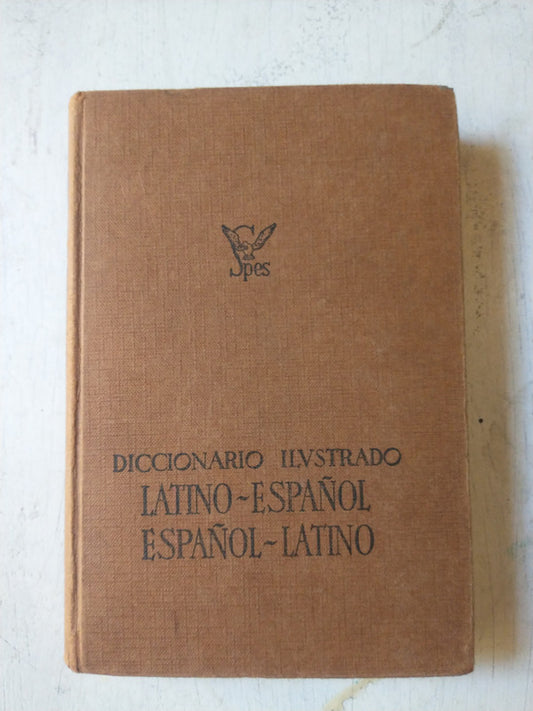 Spes
DICCIONARIO ILVSTRADO
LATINO-ESPAÑOL
ESPAÑOL-LATINO